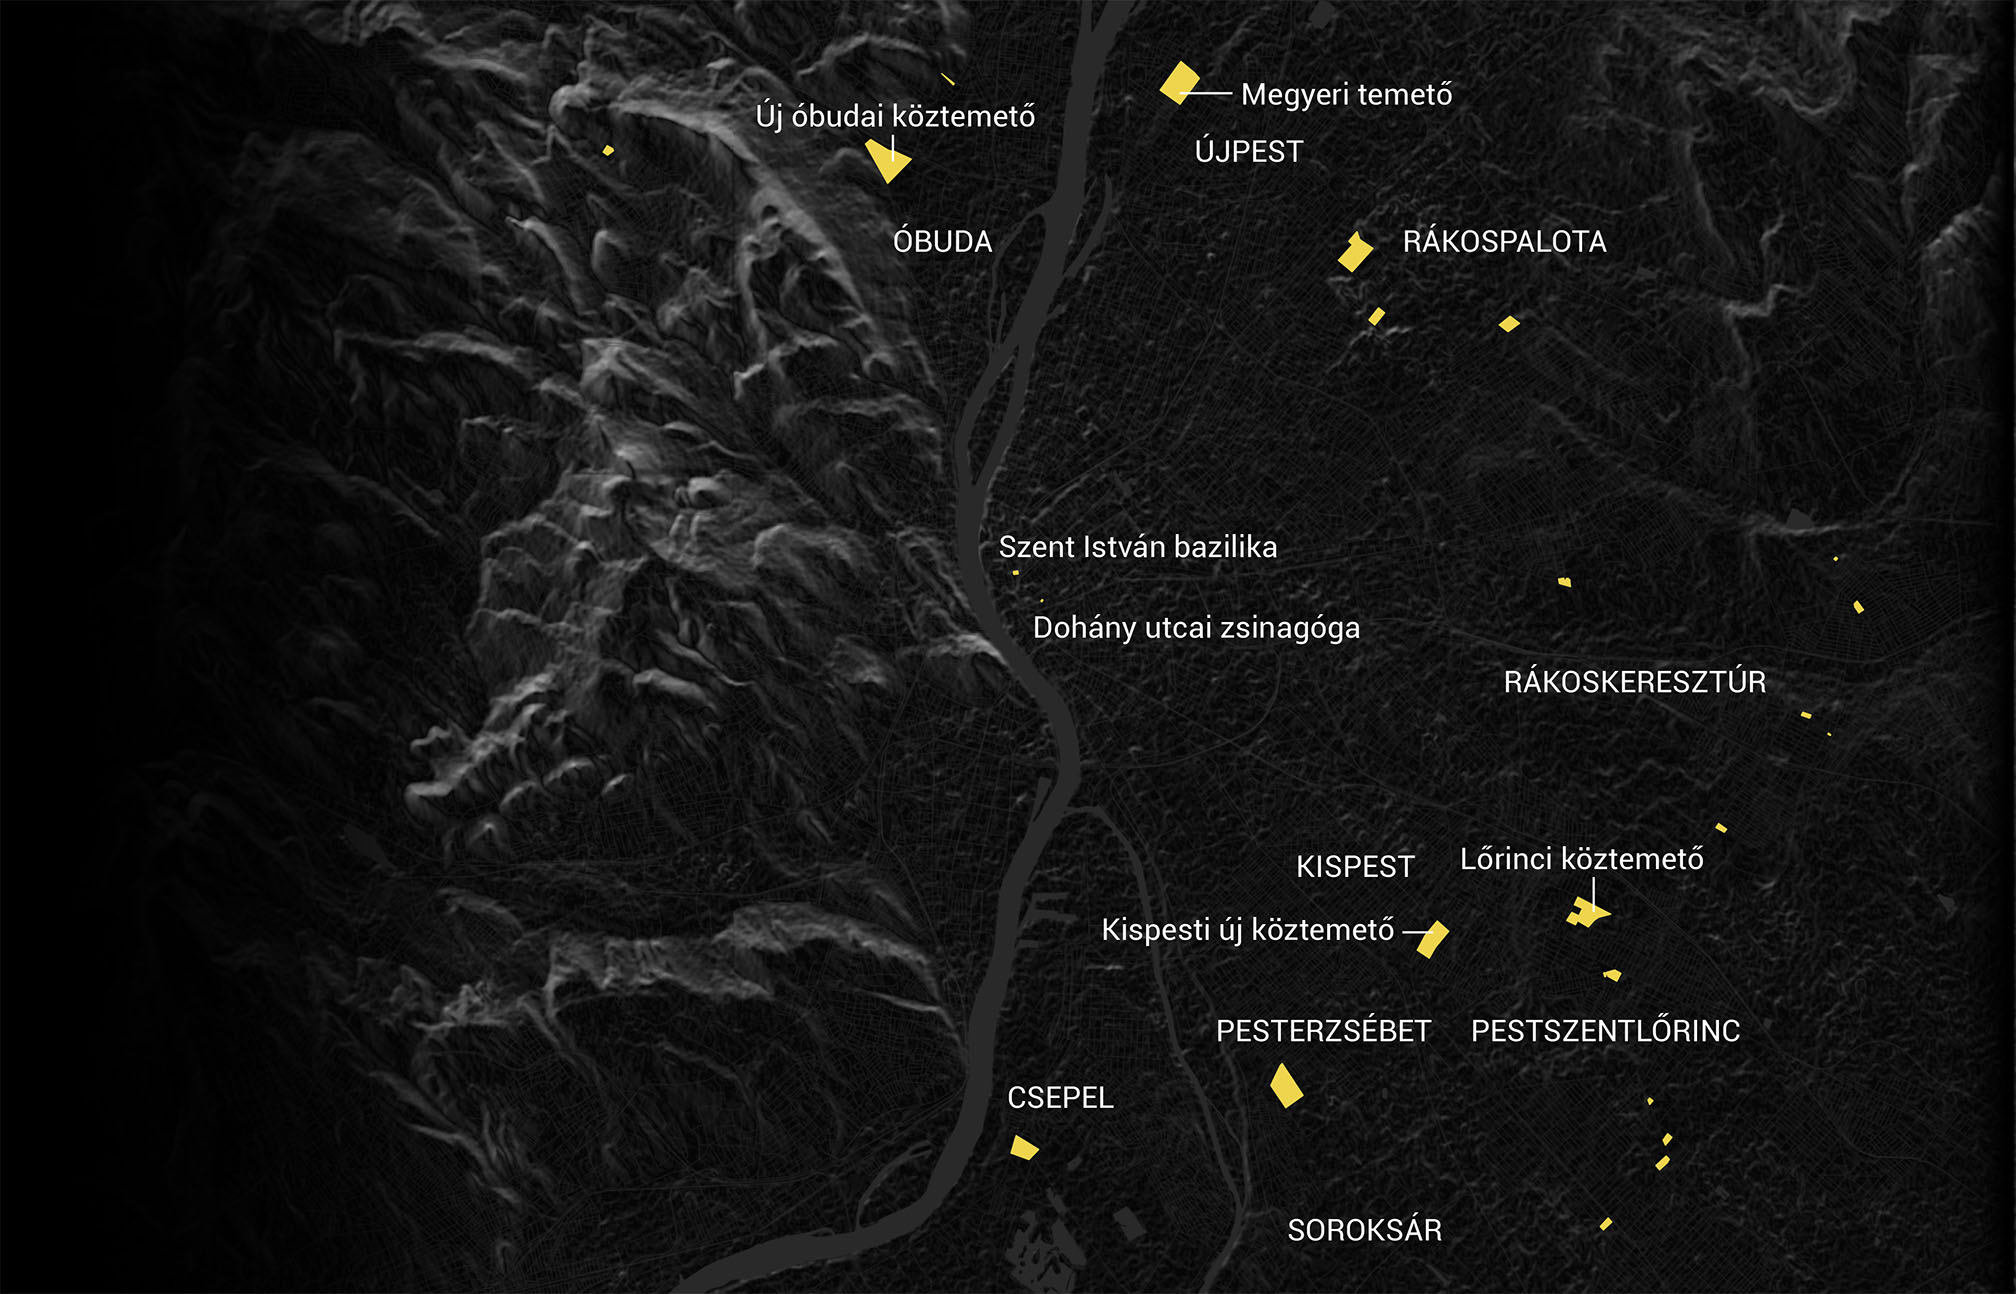 Megyeri temető
Új óbudai köztemető
ÚJPEST
ÓBUDA
RÁKOSPALOTA
Szent István bazilika
Dohány utcai zsinagóga
RÁKOSKERESZTÚR
KISPEST
Lőrinci köztemető
Kispesti új köztemető
PESTERZSÉBET
PESTSZENTLŐRINC
CSEPEL
SOROKSÁR